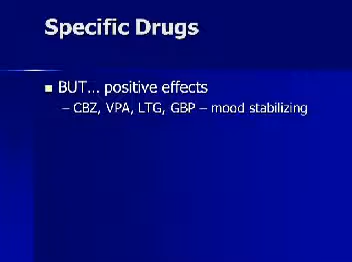 Specific Drugs
BUT... positive effects
– CBZ, VPA, LTG, GBP – mood stabilizing